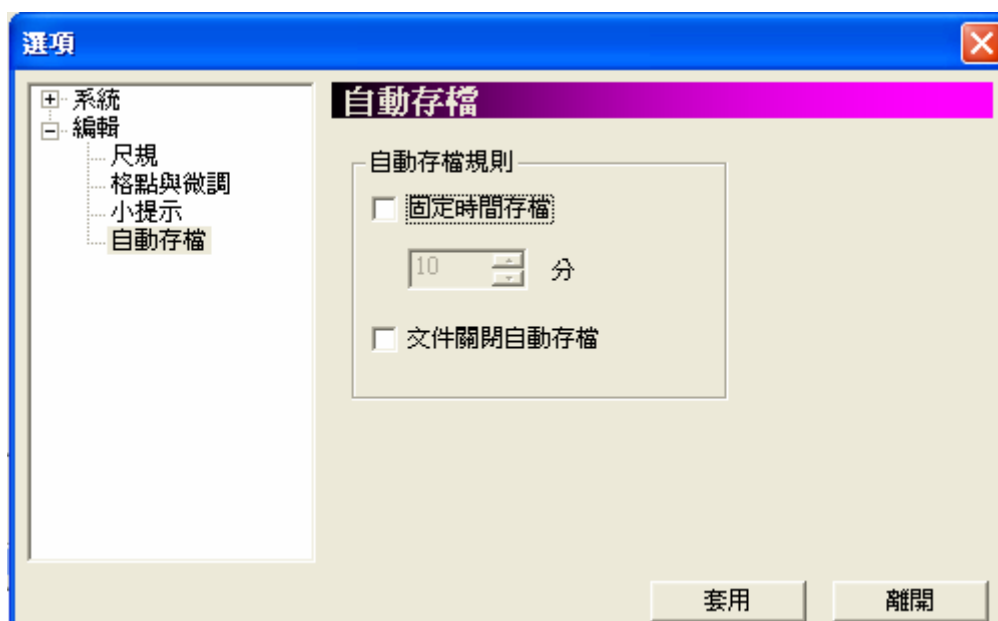 選項
系統
編輯
尺規
格點與微調
小提示
自動存檔
自動存檔
自動存檔規則
固定時間存檔
10 分
文件關閉自動存檔
套用 離開